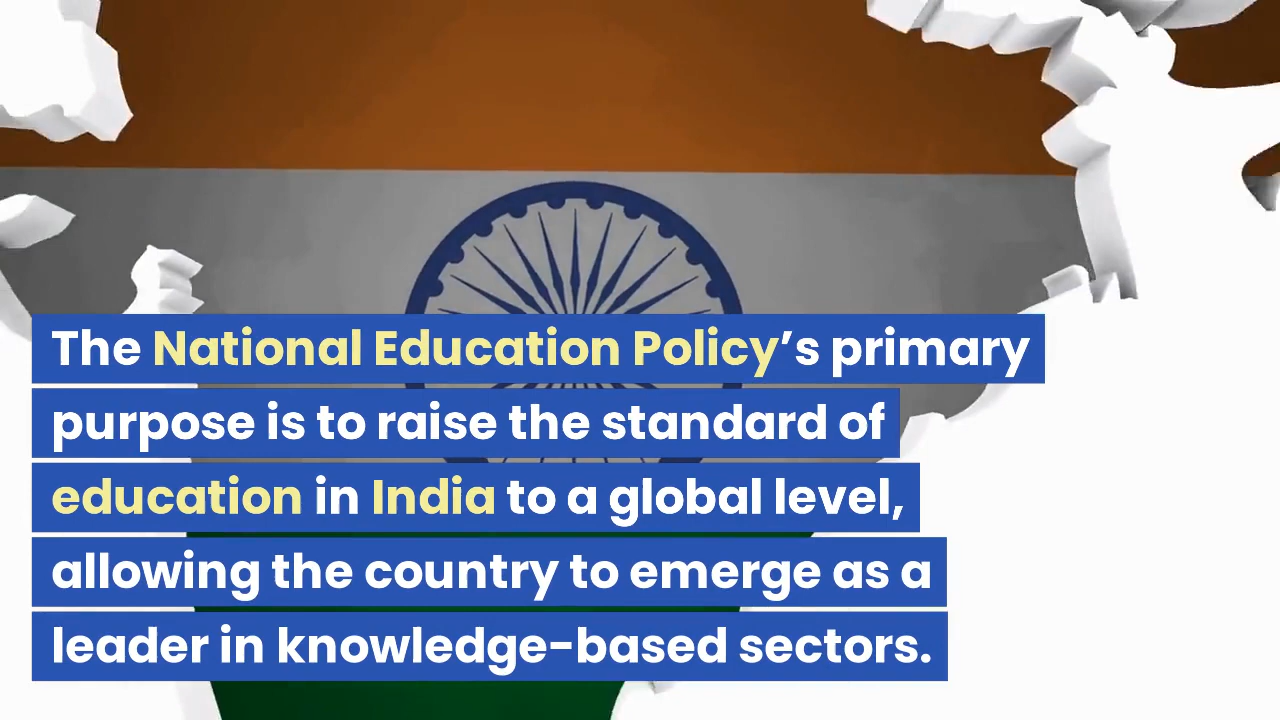 The National Education Policy’s primary
purpose is to raise the standard of
education in India to a global level,
allowing the country to emerge as a
leader in knowledge-based sectors.